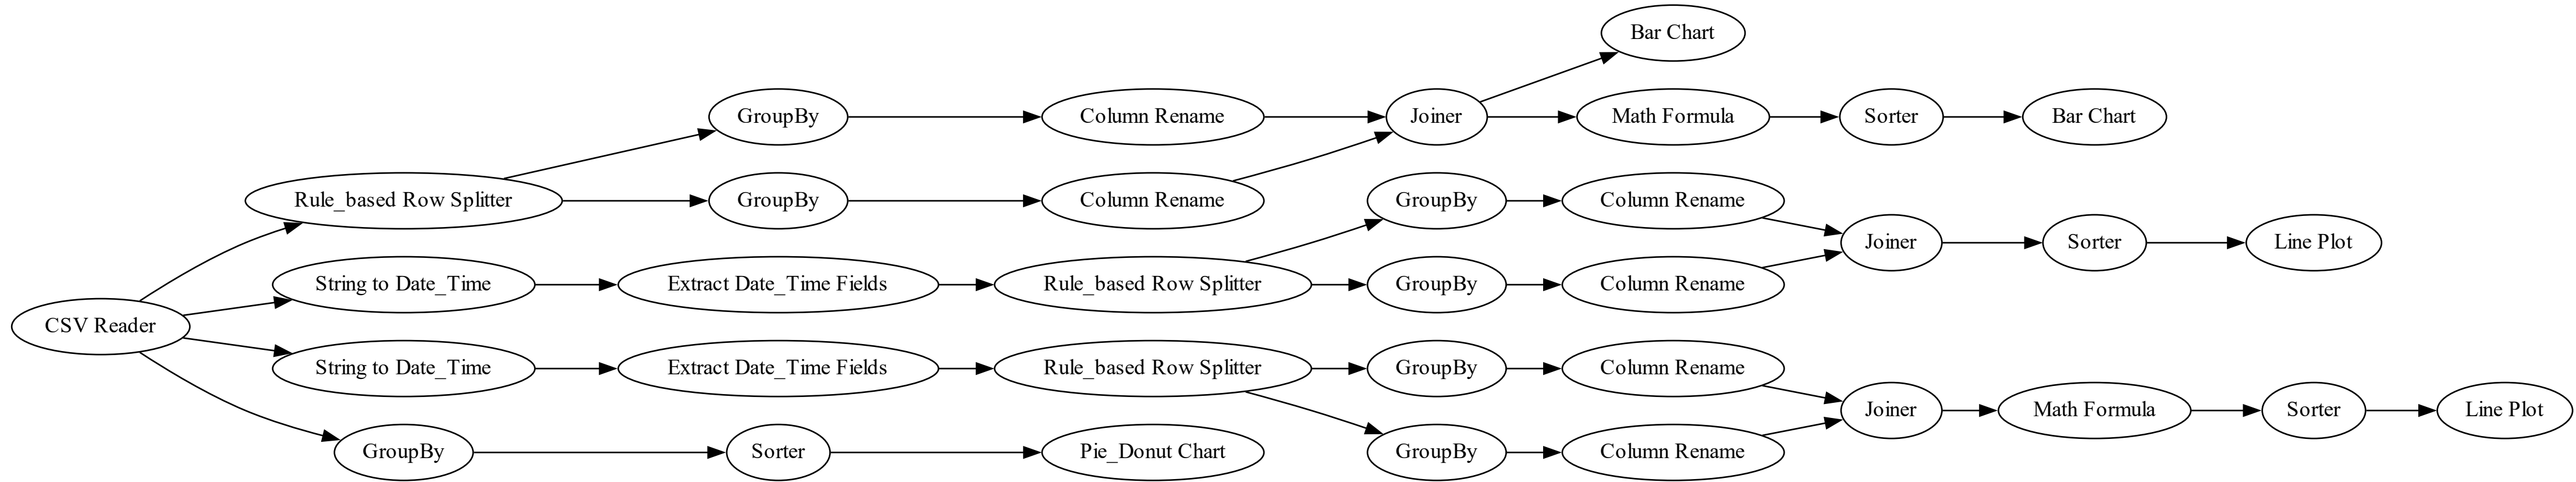 Bar Chart
GroupBy
Column Rename
Joiner
Math Formula
Sorter
Bar Chart
Rule_based Row Splitter
GroupBy
Column Rename
GroupBy
Column Rename
Joiner
Sorter
Line Plot
String to Date_Time
Extract Date_Time Fields
Rule_based Row Splitter
GroupBy
Column Rename
CSV Reader
String to Date_Time
Extract Date_Time Fields
Rule_based Row Splitter
GroupBy
Column Rename
Joiner
Math Formula
Sorter
Line Plot
GroupBy
Sorter
Pie_Donut Chart
GroupBy
Column Rename